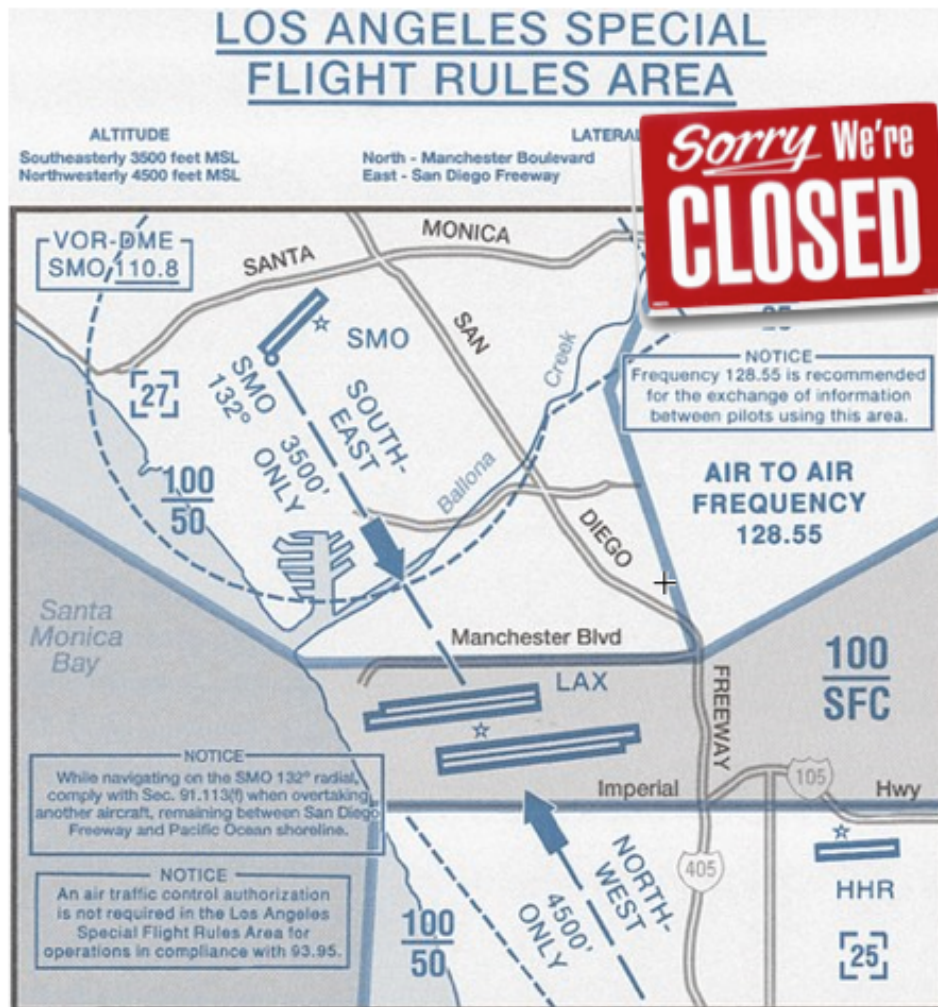 LOS ANGELES SPECIAL
FLIGHT RULES AREA
ALTITUDE
Southeasterly 3500 feet MSL
Northwesterly 4500 feet MSL
LATERAL
North - Manchester Boulevard
East - San Diego Freeway
Sorry We're
CLOSED
VOR-DME
SMO 110.8
SANTA
MONICA
SMO
SAN
Creek
25
NOTICE
Frequency 128.55 is recommended
for the exchange of information
between pilots using this area.
27
SMO
132°
SOUTH-
EAST
3500'
ONLY
100
50
Ballona
AIR TO AIR
FREQUENCY
128.55
DIEGO
Santa
Monica
Bay
Manchester Blvd
LAX
FREEWAY
100
SFC
NOTICE
While navigating on the SMO 132° radial,
comply with Sec. 91.113(f) when overtaking
another aircraft, remaining between San Diego
Freeway and Pacific Ocean shoreline.
Imperial
105
Hwy
NOTICE
An air traffic control authorization
is not required in the Los Angeles
Special Flight Rules Area for
operations in compliance with 93.95.
100
50
NORTH-
WEST
4500'
ONLY
405
HHR
25